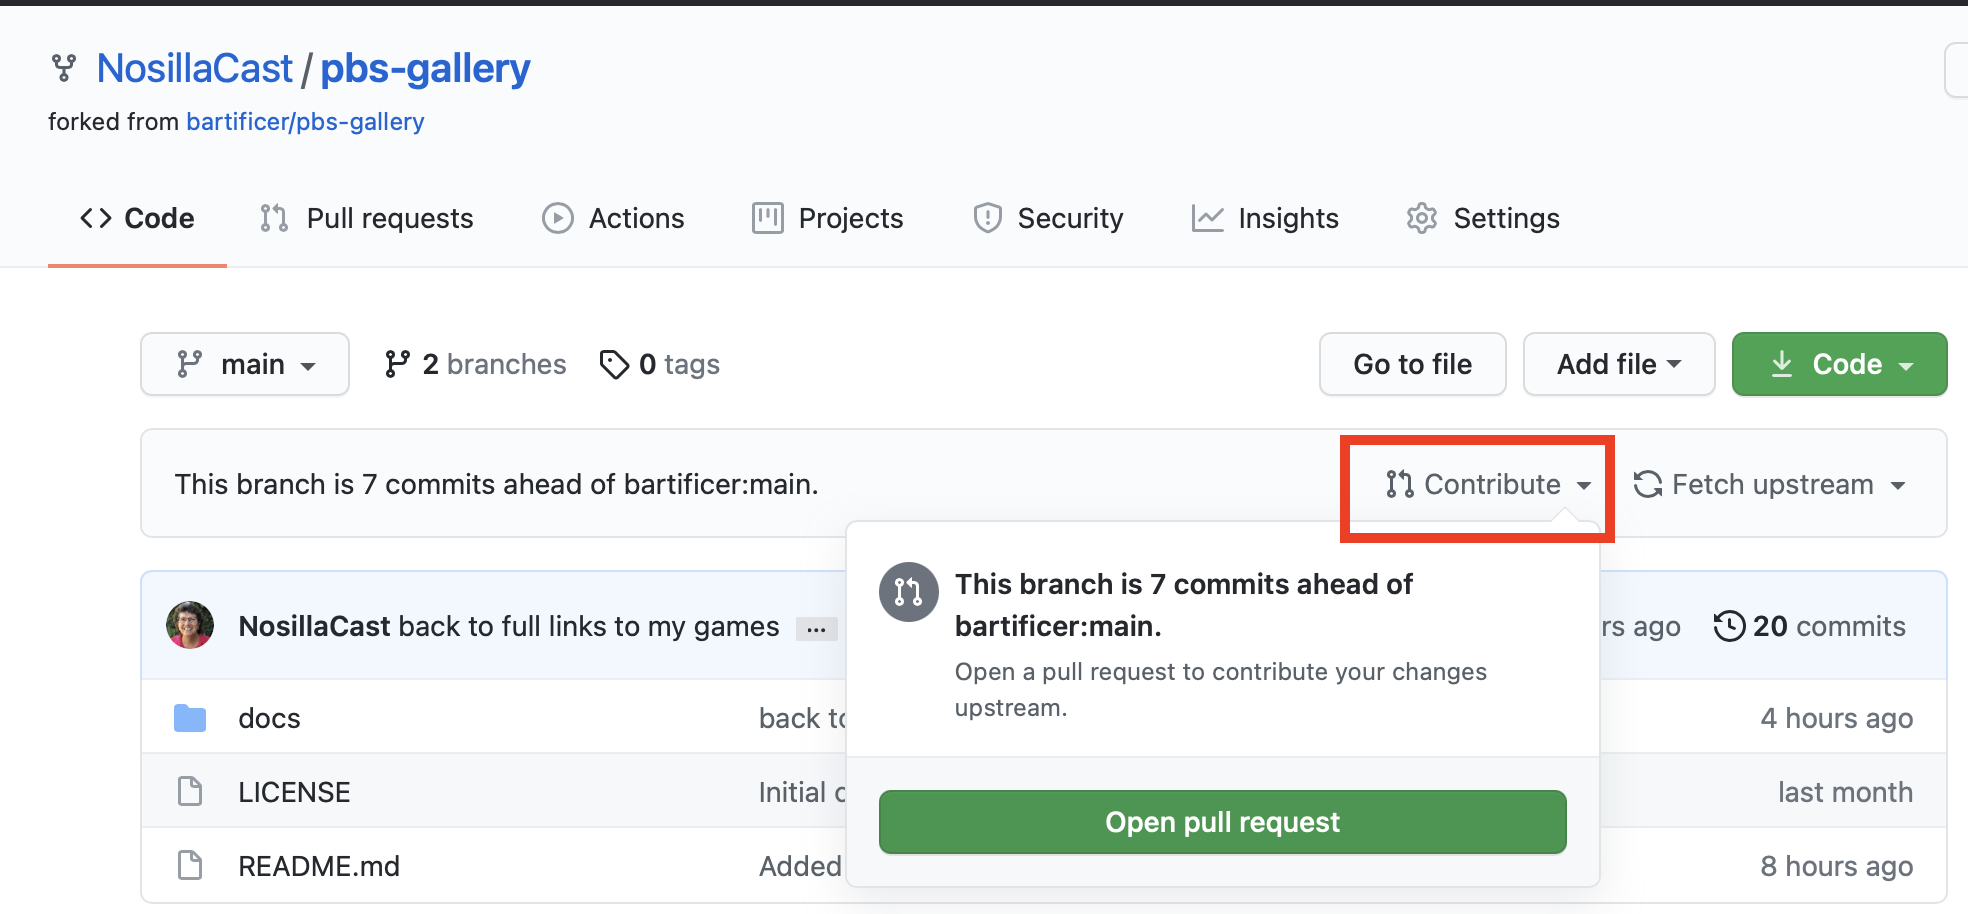 NosillaCast / pbs-gallery
forked from bartificer/pbs-gallery
Code Pull requests Actions Projects Security Insights Settings
main 2 branches 0 tags Go to file Add file Code
This branch is 7 commits ahead of bartificer:main. Contribute Fetch upstream
This branch is 7 commits ahead of
bartificer:main.
Open a pull request to contribute your changes
upstream.
Open pull request
NosillaCast back to full links to my games ... ago 20 commits
docs back 4 hours ago
LICENSE Initial last month
README.md Added 8 hours ago